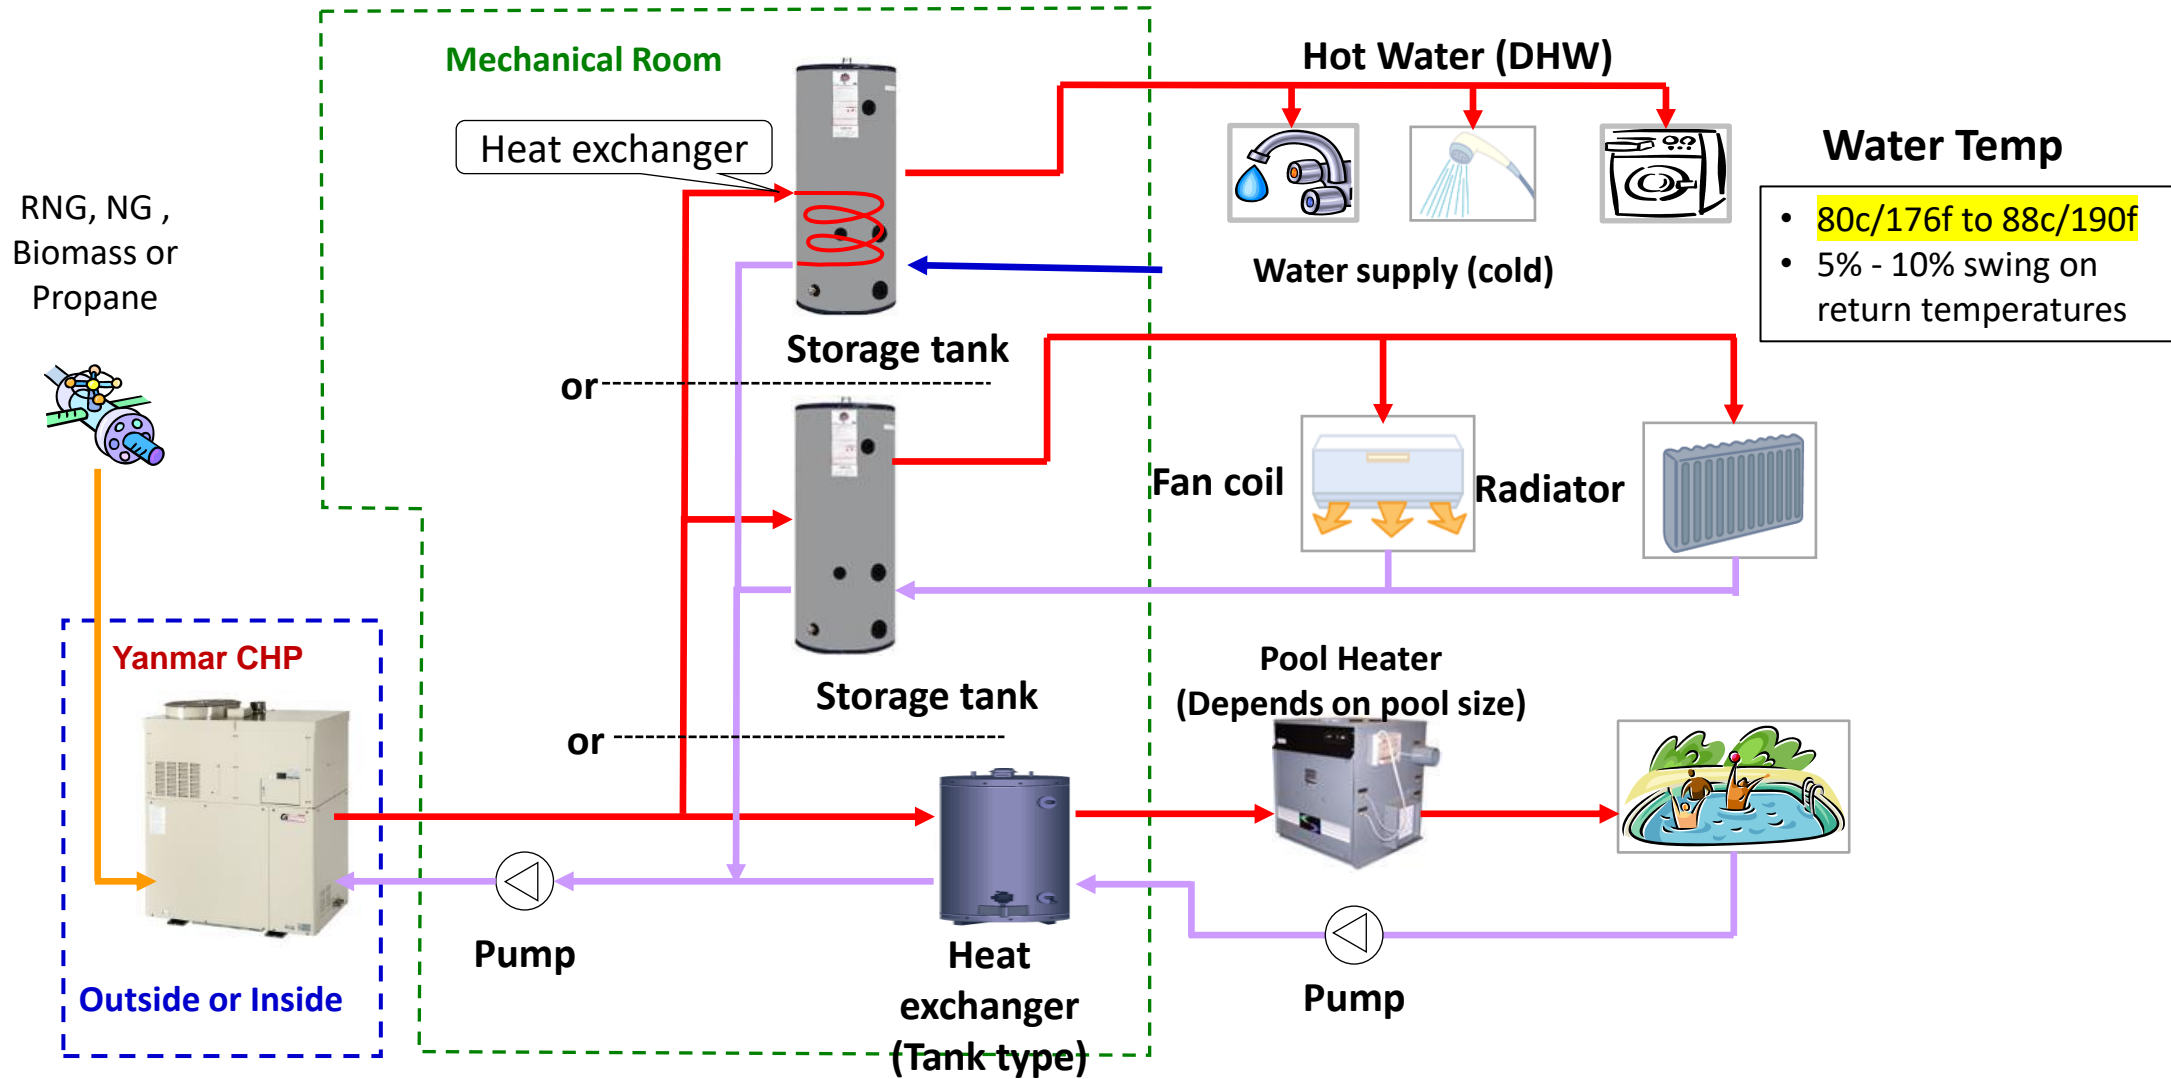 Mechanical Room
Hot Water (DHW)
Heat exchanger
Water Temp
RNG, NG ,
Biomass or
Propane
• 80c/176f to 88c/190f
• 5% - 10% swing on
return temperatures
Water supply (cold)
Storage tank
or
Fan coil
Radiator
Yanmar CHP
Pool Heater
(Depends on pool size)
Storage tank
or
Pump
Heat
exchanger
(Tank type)
Outside or Inside
Pump